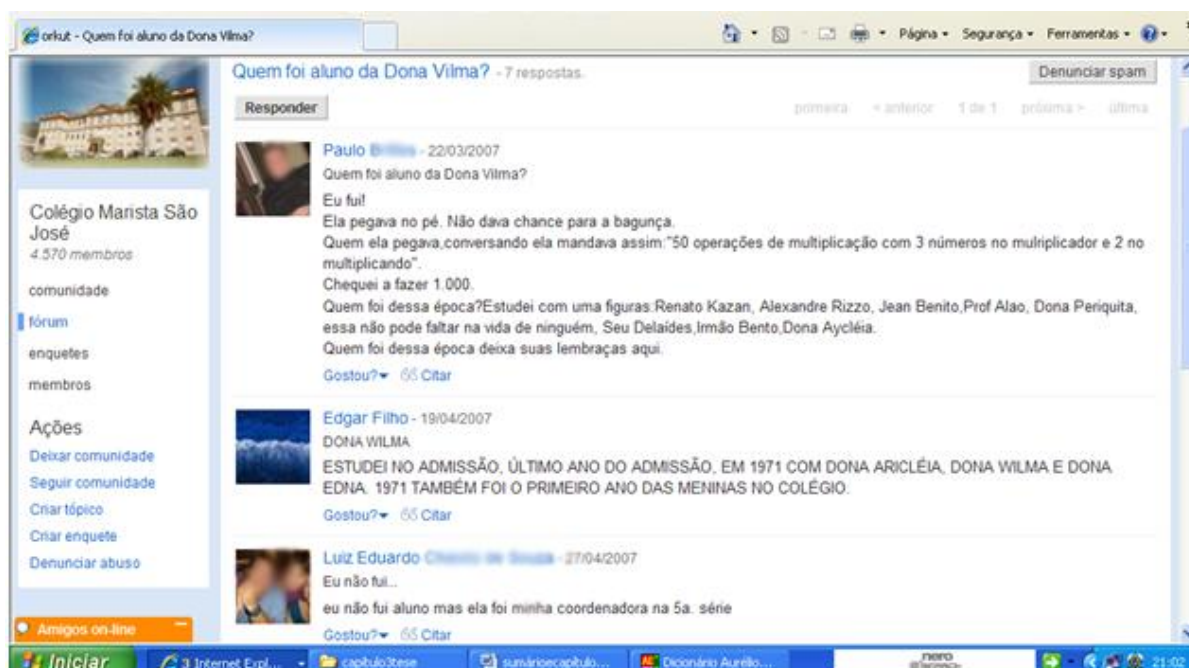 orkut - Quem foi aluno da Dona Vilma?
Página
Segurança
Ferramentas
Quem foi aluno da Dona Vilma? - 7 respostas.
Denunciar spam
Responder
primeira < anterior 1 de 1 próxima > última
Paulo - 22/03/2007
Quem foi aluno da Dona Vilma?
Eu fui!
Ela pegava no pé. Não dava chance para a bagunça.
Quem ela pegava,conversando ela mandava assim:"50 operações de multiplicação com 3 números no mulriplicador e 2 no
multiplicando".
Chequei a fazer 1.000.
Quem foi dessa época?Estudei com uma figuras:Renato Kazan, Alexandre Rizzo, Jean Benito,Prof Alao, Dona Periquita,
essa não pode faltar na vida de ninguém, Seu Delaídes,Irmão Bento,Dona Aycléia.
Quem foi dessa época deixa suas lembraças aqui.
Gostou? Citar
Colégio Marista São
José
4.570 membros
comunidade
fórum
enquetes
membros
Ações
Deixar comunidade
Seguir comunidade
Criar tópico
Criar enquete
Denunciar abuso
Edgar Filho - 19/04/2007
DONA WILMA
ESTUDEI NO ADMISSÃO, ÚLTIMO ANO DO ADMISSÃO, EM 1971 COM DONA ARICLÉIA, DONA WILMA E DONA
EDNA. 1971 TAMBÉM FOI O PRIMEIRO ANO DAS MENINAS NO COLÉGIO.
Gostou? Citar
Luiz Eduardo - 27/04/2007
Eu não fui...
eu não fui aluno mas ela foi minha coordenadora na 5a. série
Gostou? Citar
Amigos on-line
Iniciar
3 Internet Expl...
capitulo3tese
sumárioecapítulo...
Dicionário Aurélio...
nero
21:02